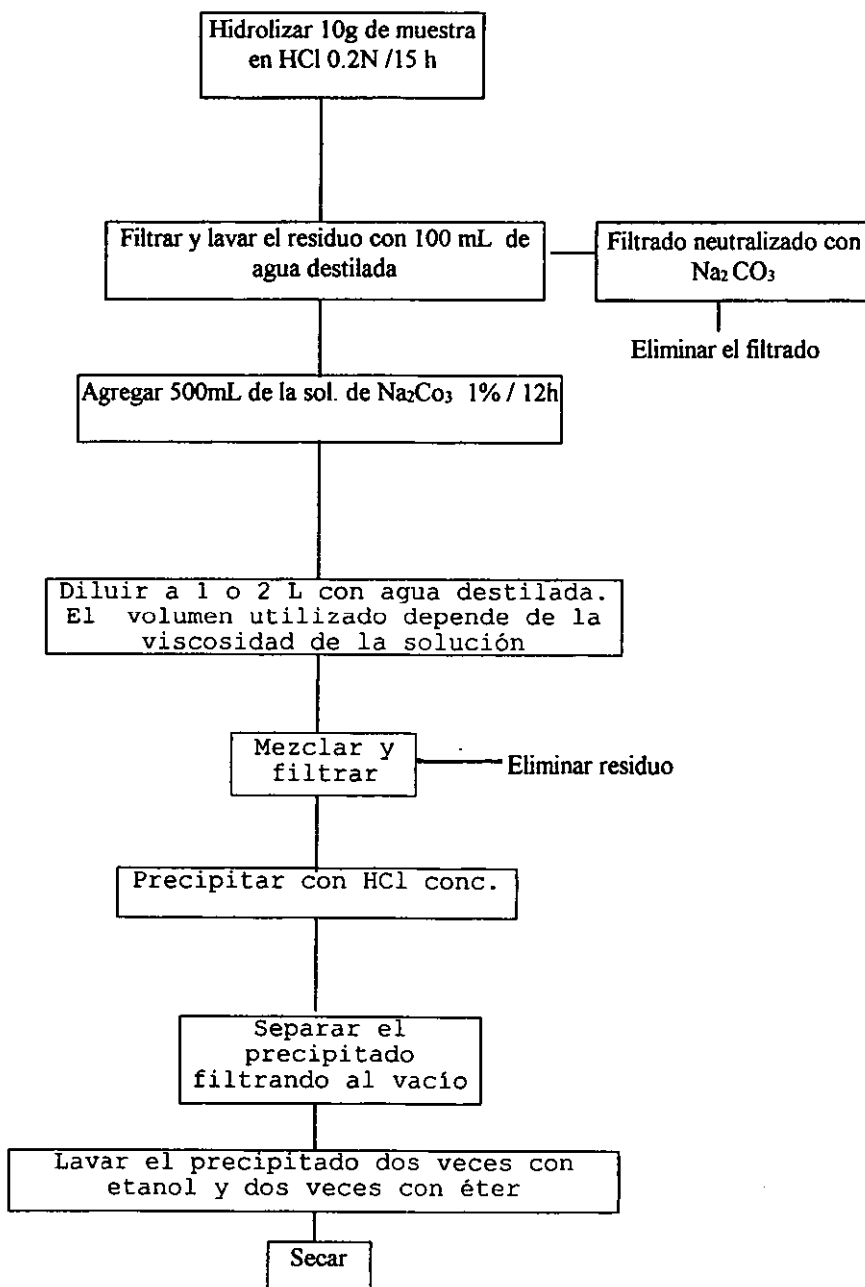 Hidrolizar 10g de muestra
en HCl 0.2N /15 h
Filtrar y lavar el residuo con 100 mL de
agua destilada
Filtrado neutralizado con
Na₂ CO₃
Eliminar el filtrado
Agregar 500mL de la sol. de Na₂Co₃ 1% / 12h
Diluir a 1 o 2 L con agua destilada.
El volumen utilizado depende de la
viscosidad de la solución
Mezclar y
filtrar
Eliminar residuo
Precipitar con HCl conc.
Separar el
precipitado
filtrando al vacío
Lavar el precipitado dos veces con
etanol y dos veces con éter
Secar